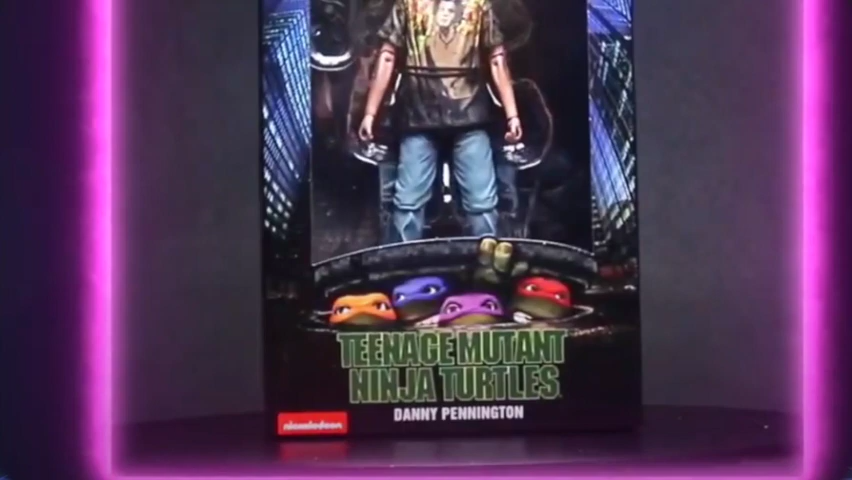 TEENAGE MUTANT
NINJA TURTLES
DANNY PENNINGTON
nickelodeon